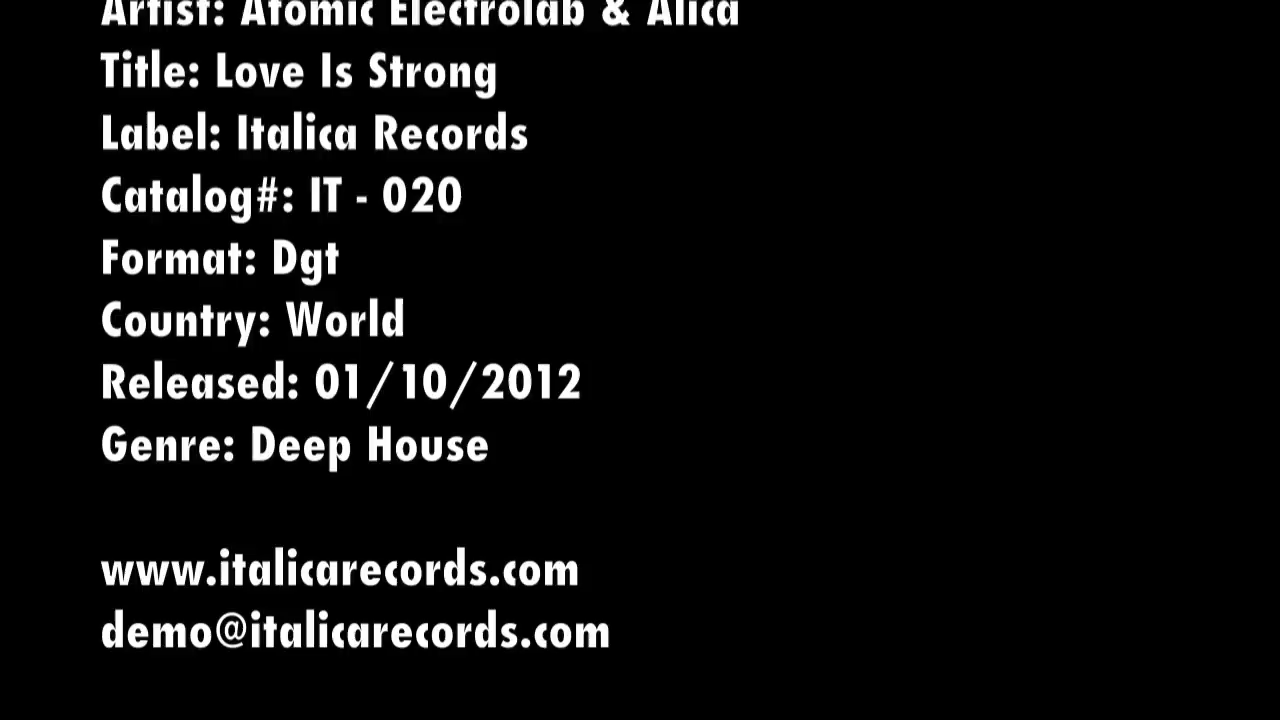 Artist: Atomic Electrolab & Alica
Title: Love Is Strong
Label: Italica Records
Catalog#: IT - 020
Format: Dgt
Country: World
Released: 01/10/2012
Genre: Deep House
www.italicarecords.com
demo@italicarecords.com